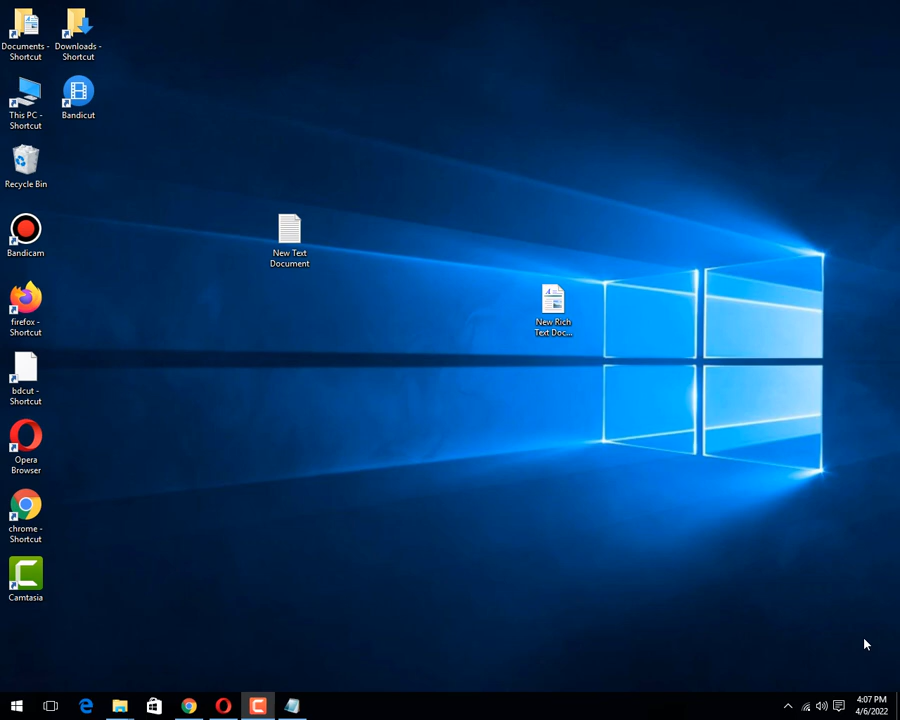 Documents -
Shortcut
Downloads -
Shortcut
This PC -
Shortcut
Bandicut
Recycle Bin
Bandicam
firefox -
Shortcut
bdcut -
Shortcut
Opera
Browser
chrome -
Shortcut
Camtasia
New Text
Document
New Rich
Text Doc...
4:07 PM
4/6/2022